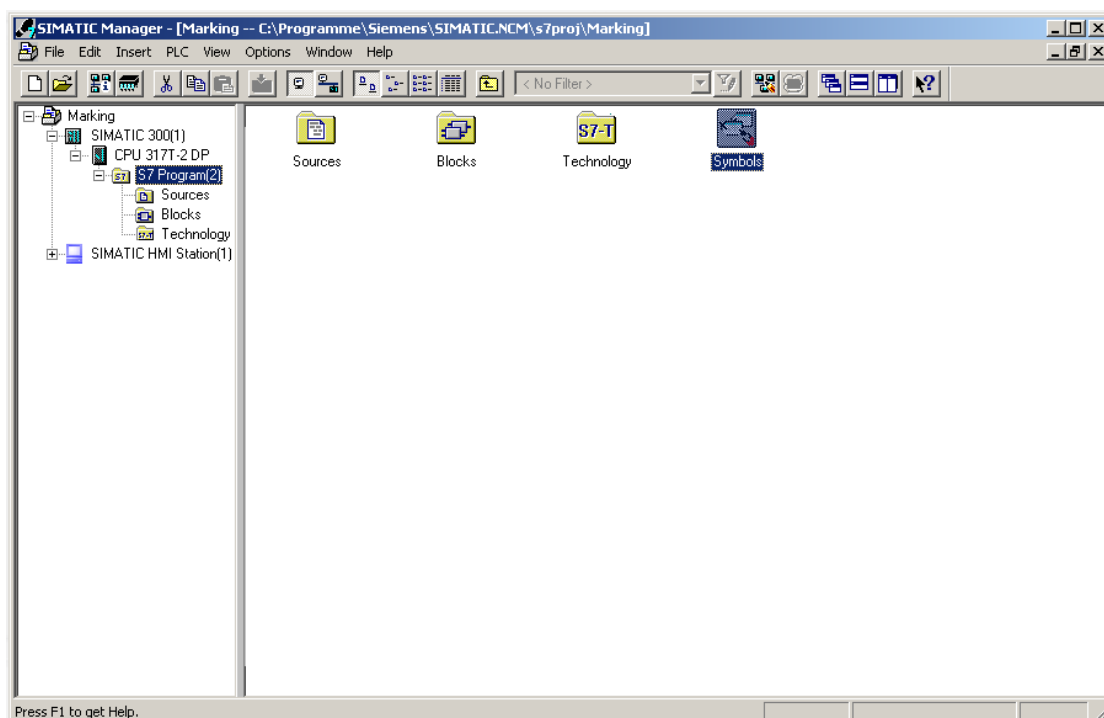 SIMATIC Manager - [Marking -- C:\Programme\Siemens\SIMATIC.NCM\s7proj\Marking]
File Edit Insert PLC View Options Window Help
< No Filter >
Marking
SIMATIC 300(1)
CPU 317T-2 DP
S7 Program(2)
Sources
Blocks
Technology
SIMATIC HMI Station(1)
S7-T
Sources Blocks Technology Symbols
Press F1 to get Help.